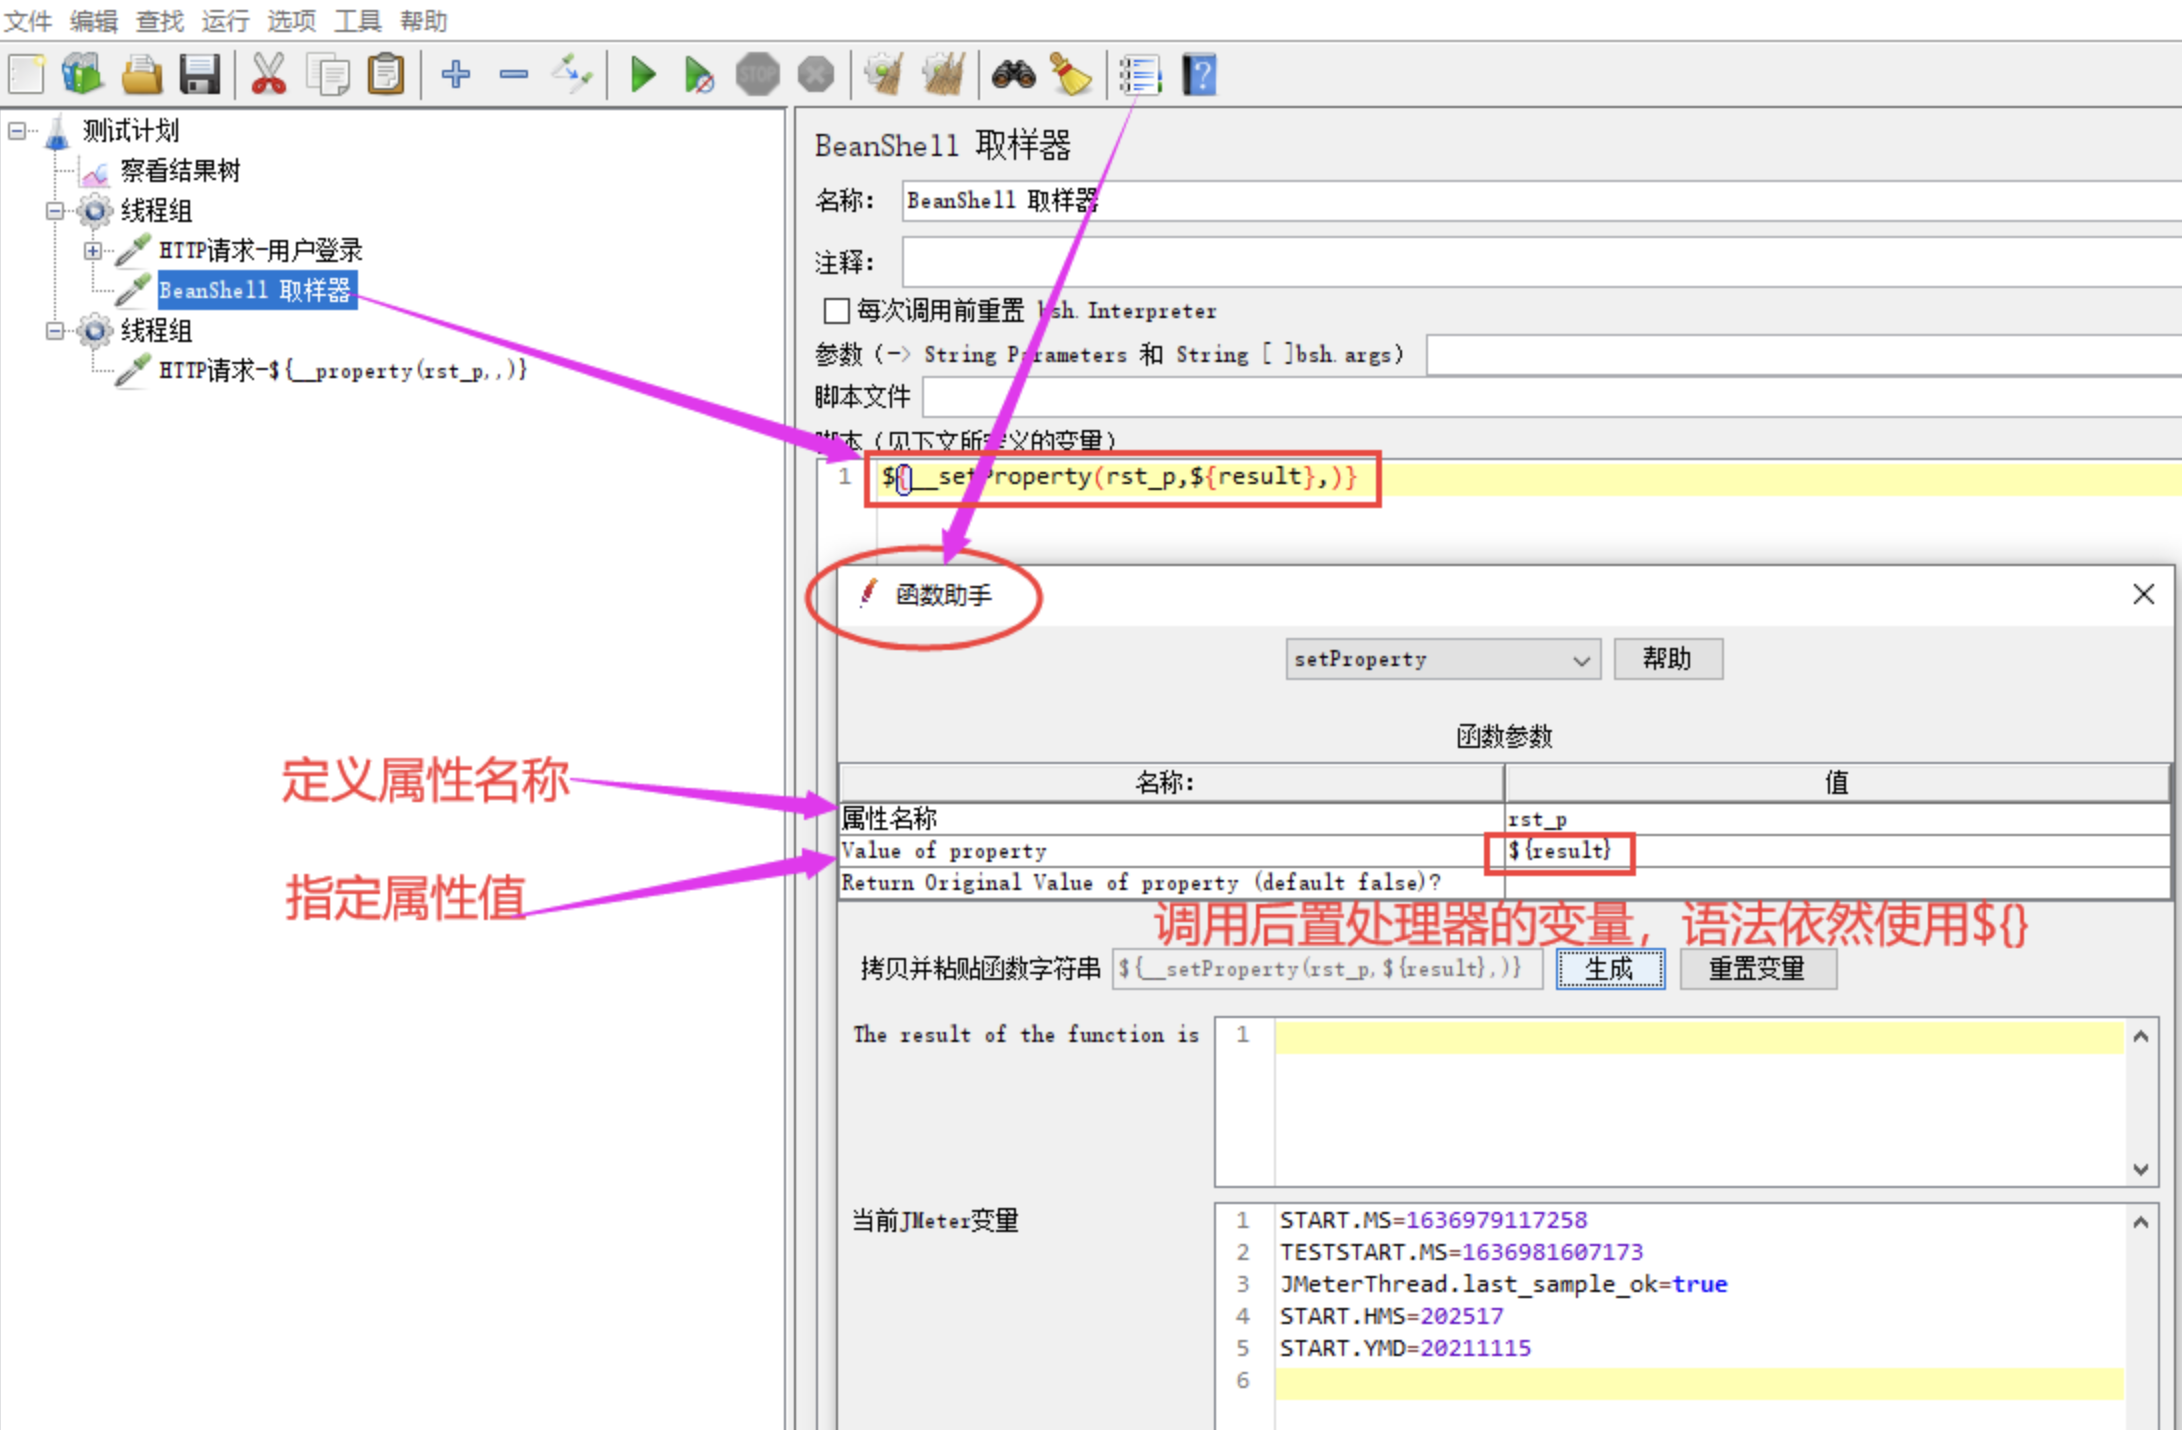 文件 编辑 查找 运行 选项 工具 帮助
STOP
测试计划
察看结果树
线程组
HTTP请求-用户登录
BeanShell 取样器
线程组
HTTP请求-${__property(rst_p,,)}
BeanShell 取样器
名称：
BeanShell 取样器
注释：
每次调用前重置 bsh.Interpreter
参数（-> String Parameters 和 String [ ]bsh.args）
脚本文件
脚本（见下文所定义的变量）
1 ${__setProperty(rst_p,${result},)}
函数助手
setProperty
帮助
函数参数
名称:
值
定义属性名称
属性名称
rst_p
Value of property
${result}
指定属性值
Return Original Value of property (default false)?
调用后置处理器的变量，语法依然使用${}
拷贝并粘贴函数字符串
${__setProperty(rst_p,${result},)}
生成
重置变量
The result of the function is
1
当前JMeter变量
1 START.MS=1636979117258
2 TESTSTART.MS=1636981607173
3 JMeterThread.last_sample_ok=true
4 START.HMS=202517
5 START.YMD=20211115
6